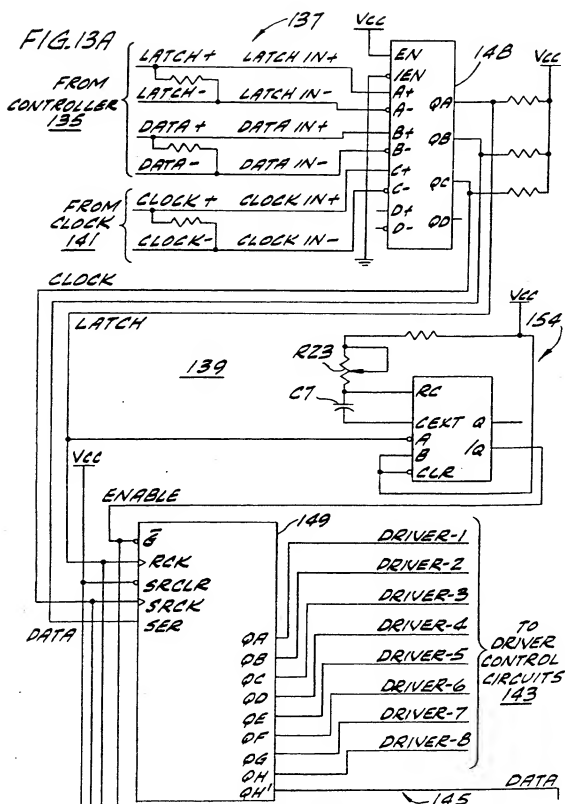 FIG.13A
137
VCC
LATCH+ LATCH IN+
EN
148
VCC
FROM
CONTROLLER
135
/EN
A+
QA
LATCH- LATCH IN-
A-
DATA+ DATA IN+
B+
QB
B-
DATA- DATA IN-
C+
QC
FROM
CLOCK
141
CLOCK+ CLOCK IN+
C-
D+
QD
CLOCK- CLOCK IN-
D-
CLOCK
LATCH
VCC
154
139
RZ3
C7
RC
CEXT Q
A /Q
B
CLR
VCC
ENABLE
149
G
RCK
SRCLR
SRCK
SER
DATA
QA DRIVER-1
QB DRIVER-2
QC DRIVER-3
QD DRIVER-4
QE DRIVER-5
QF DRIVER-6
QG DRIVER-7
QH DRIVER-8
QH'
TO
DRIVER
CONTROL
CIRCUITS
143
DATA
145